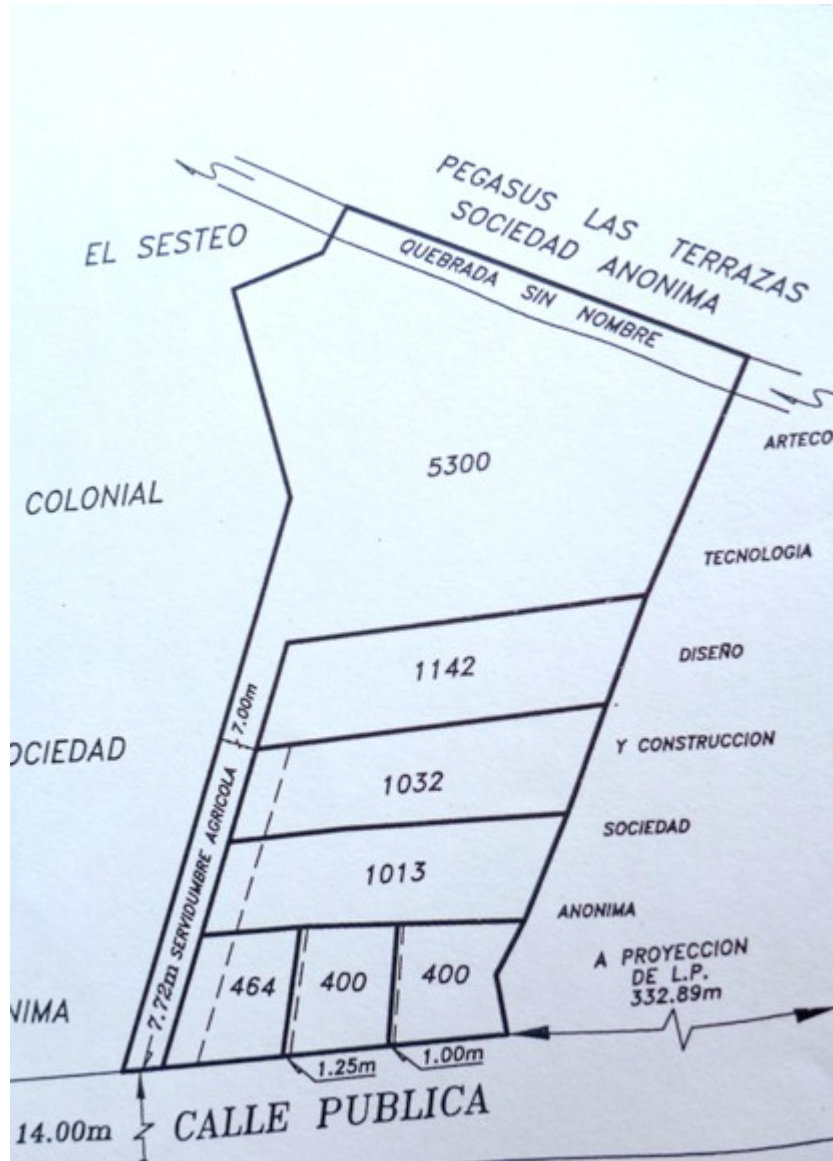 PEGASUS LAS TERRAZAS
SOCIEDAD ANONIMA
EL SESTEO
QUEBRADA SIN NOMBRE
ARTECO
5300
COLONIAL
TECNOLOGIA
1142
DISEÑO
7.00m
OCIEDAD
Y CONSTRUCCION
1032
SERVIDUMBRE AGRICOLA
SOCIEDAD
1013
ANONIMA
A PROYECCION
DE L.P.
332.89m
464
400
400
NIMA
7.72m
1.25m
1.00m
14.00m
CALLE PUBLICA